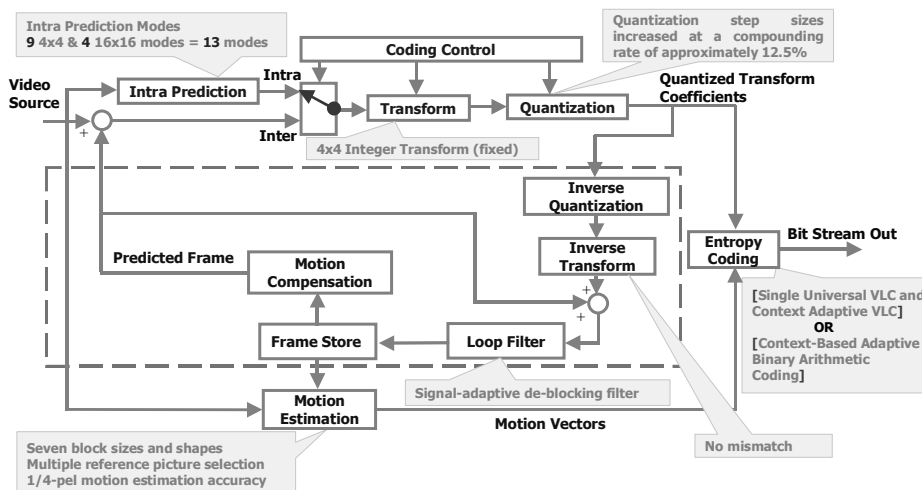 Intra Prediction Modes
9 4x4 & 4 16x16 modes = 13 modes
Quantization step sizes
increased at a compounding
rate of approximately 12.5%
Coding Control
Video
Source
Intra Prediction
Intra
Transform
Quantization
Quantized Transform
Coefficients
+
Inter
4x4 Integer Transform (fixed)
Inverse
Quantization
Predicted Frame
Motion
Compensation
Inverse
Transform
Entropy
Coding
Bit Stream Out
+
+
Frame Store
Loop Filter
[Single Universal VLC and
Context Adaptive VLC]
OR
[Context-Based Adaptive
Binary Arithmetic
Coding]
Signal-adaptive de-blocking filter
Motion
Estimation
Motion Vectors
No mismatch
Seven block sizes and shapes
Multiple reference picture selection
1/4-pel motion estimation accuracy